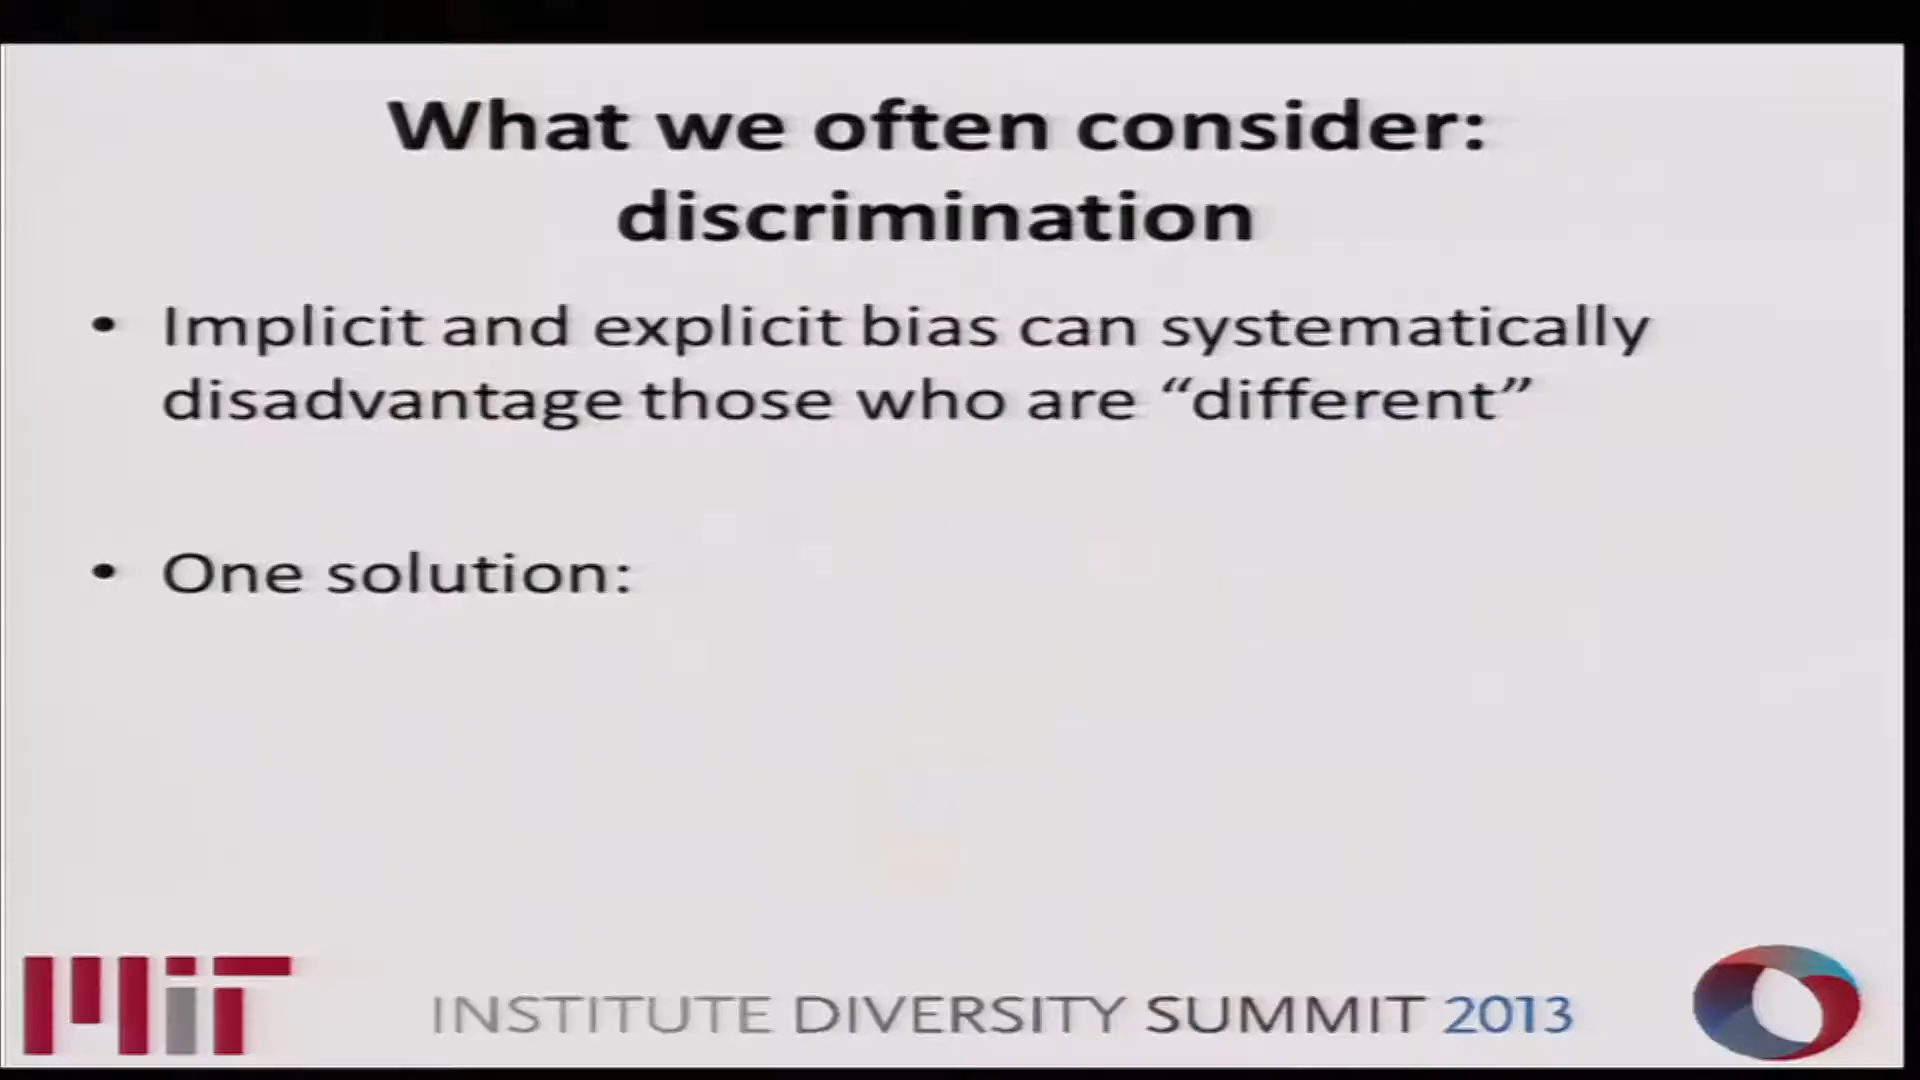 What we often consider:
discrimination
• Implicit and explicit bias can systematically
disadvantage those who are “different”
• One solution:
MIT
INSTITUTE DIVERSITY SUMMIT 2013